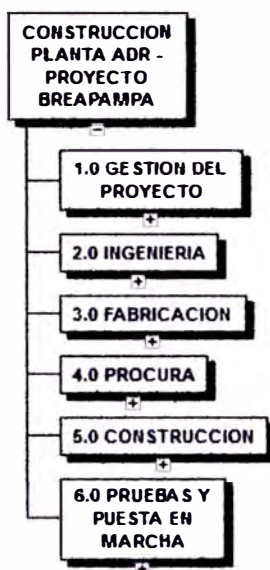 CONSTRUCCION
PLANTA ADR -
PROYECTO
BREAPAMPA
1.0 GESTION DEL
PROYECTO
2.0 INGENIERIA
3.0 FABRICACION
4.0 PROCURA
5.0 CONSTRUCCION
6.0 PRUEBAS Y
PUESTA EN
MARCHA